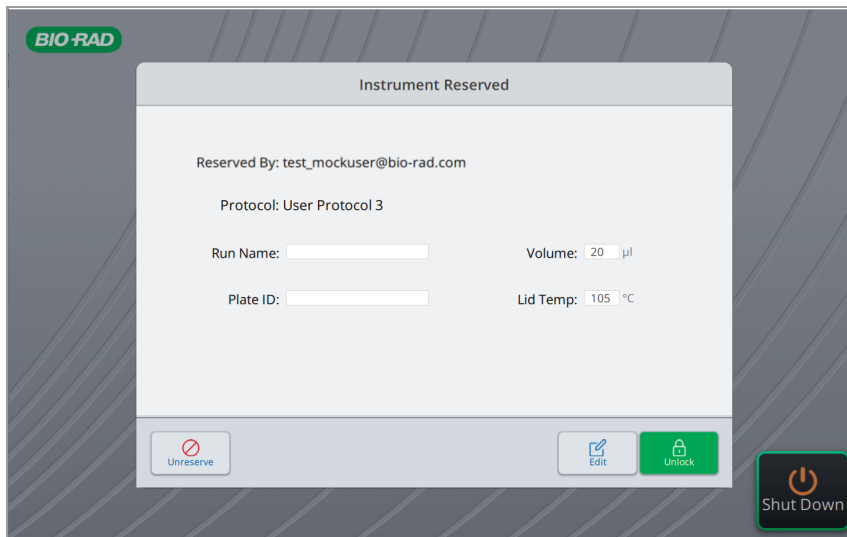 BIO-RAD
Instrument Reserved
Reserved By: test_mockuser@bio-rad.com
Protocol: User Protocol 3
Run Name:
Volume: 20 µl
Plate ID:
Lid Temp: 105 °C
Unreserve
Edit
Unlock
Shut Down